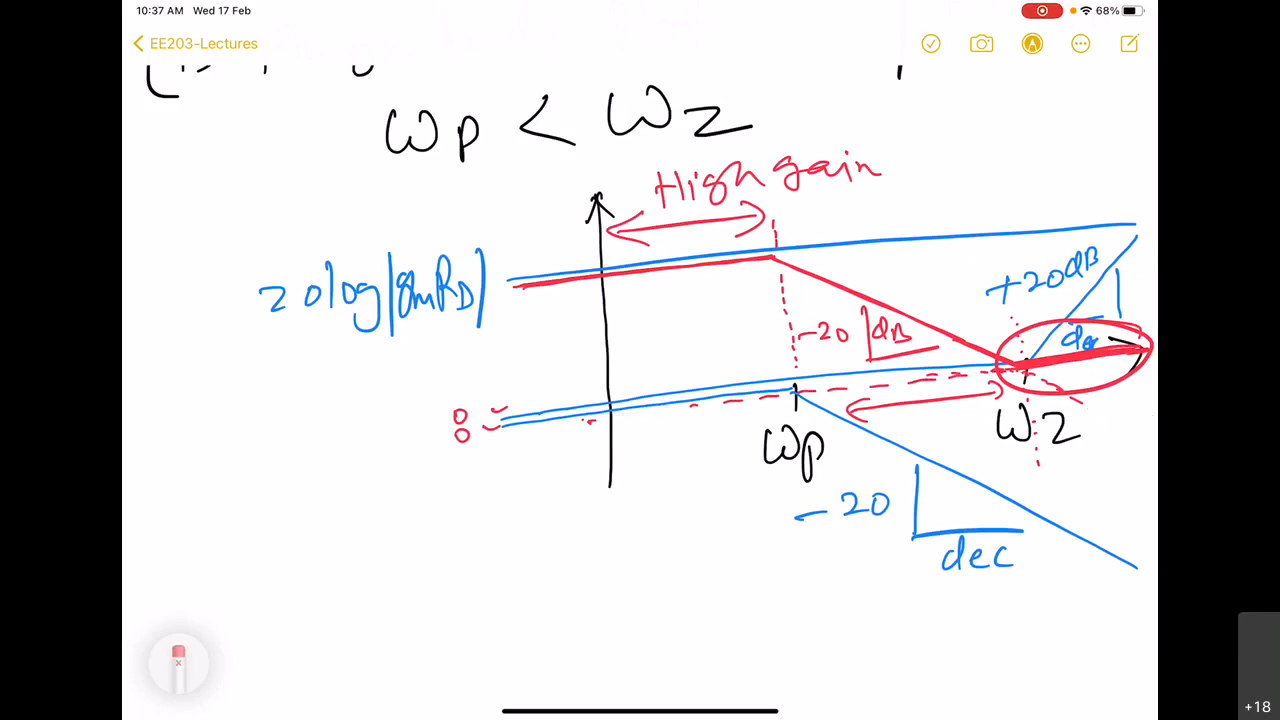 10:37 AM Wed 17 Feb
68%
EE203-Lectures
ωp < ωz
High gain
20log|gmRD|
+20dB
dec
-20 dB
ωp
ωz
-20
dec
+18